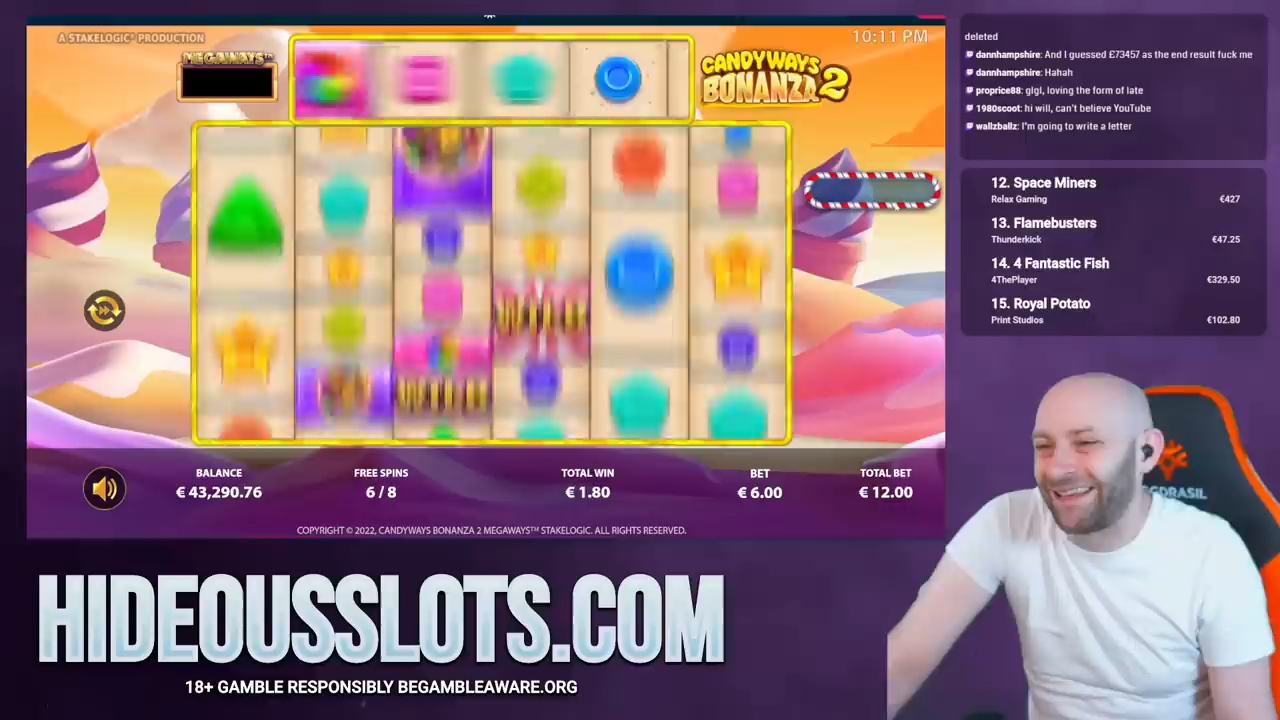 A STAKELOGIC® PRODUCTION
10:11 PM
MEGAWAYS™
CANDYWAYS
BONANZA 2
BALANCE
€ 43,290.76
FREE SPINS
6 / 8
TOTAL WIN
€ 1.80
BET
€ 6.00
TOTAL BET
€ 12.00
COPYRIGHT © 2022, CANDYWAYS BONANZA 2 MEGAWAYS™ STAKELOGIC. ALL RIGHTS RESERVED.
deleted
dannhampshire: And I guessed £73457 as the end result fuck me
dannhampshire: Hahah
proprice88: glgl, loving the form of late
1980scoot: hi will, can't believe YouTube
wallzballz: I'm going to write a letter
12. Space Miners
Relax Gaming €427
13. Flamebusters
Thunderkick €47.25
14. 4 Fantastic Fish
4ThePlayer €329.50
15. Royal Potato
Print Studios €102.80
HIDEOUSSLOTS.COM
18+ GAMBLE RESPONSIBLY BEGAMBLEAWARE.ORG